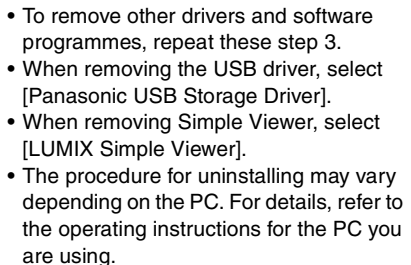 • To remove other drivers and software
programmes, repeat these step 3.
• When removing the USB driver, select
[Panasonic USB Storage Driver].
• When removing Simple Viewer, select
[LUMIX Simple Viewer].
• The procedure for uninstalling may vary
depending on the PC. For details, refer to
the operating instructions for the PC you
are using.